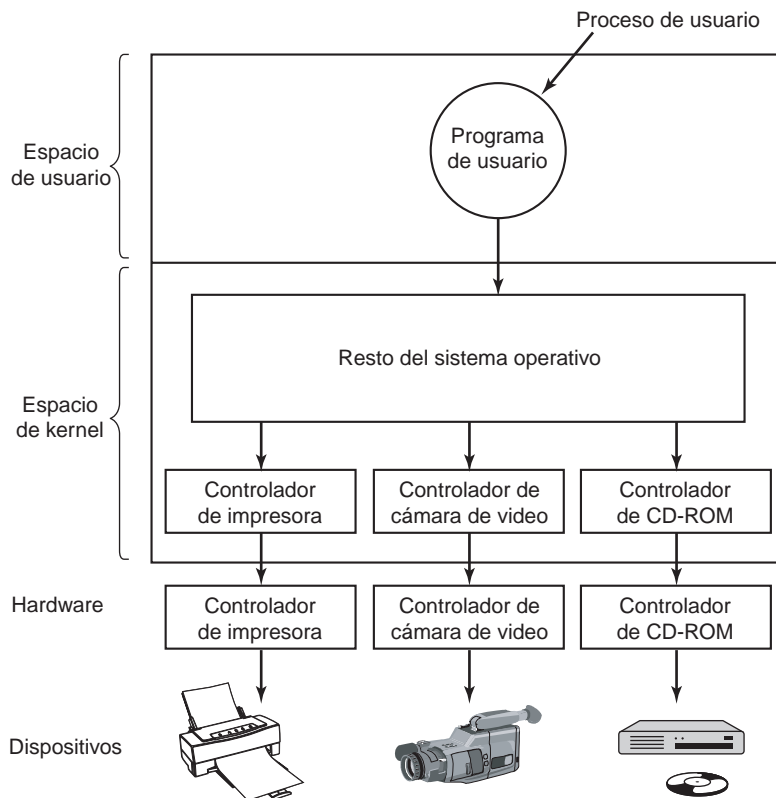 Proceso de usuario
Programa
de usuario
Espacio
de usuario
Resto del sistema operativo
Espacio
de kernel
Controlador
de impresora
Controlador de
cámara de video
Controlador
de CD-ROM
Hardware
Controlador
de impresora
Controlador de
cámara de video
Controlador
de CD-ROM
Dispositivos